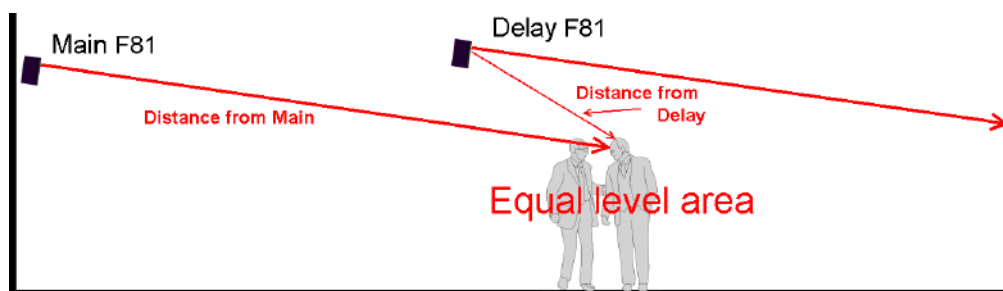 Main F81
Delay F81
Distance from Main
Distance from
Delay
Equal level area